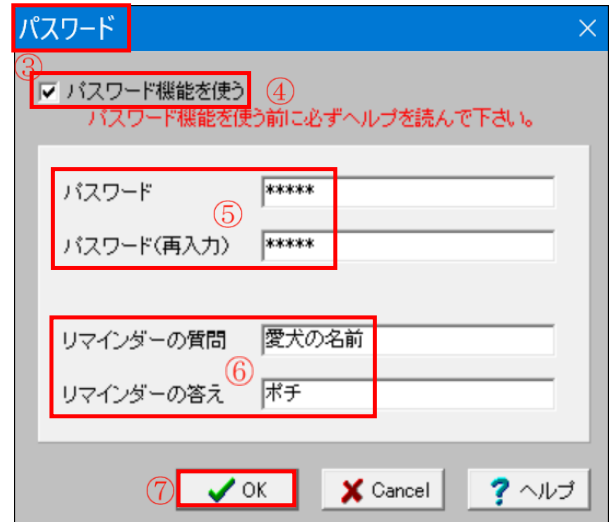 パスワード
③
パスワード機能を使う ④
パスワード機能を使う前に必ずヘルプを読んで下さい。
パスワード *****
⑤
パスワード(再入力) *****
リマインダーの質問 愛犬の名前
⑥
リマインダーの答え ポチ
⑦ OK Cancel ? ヘルプ